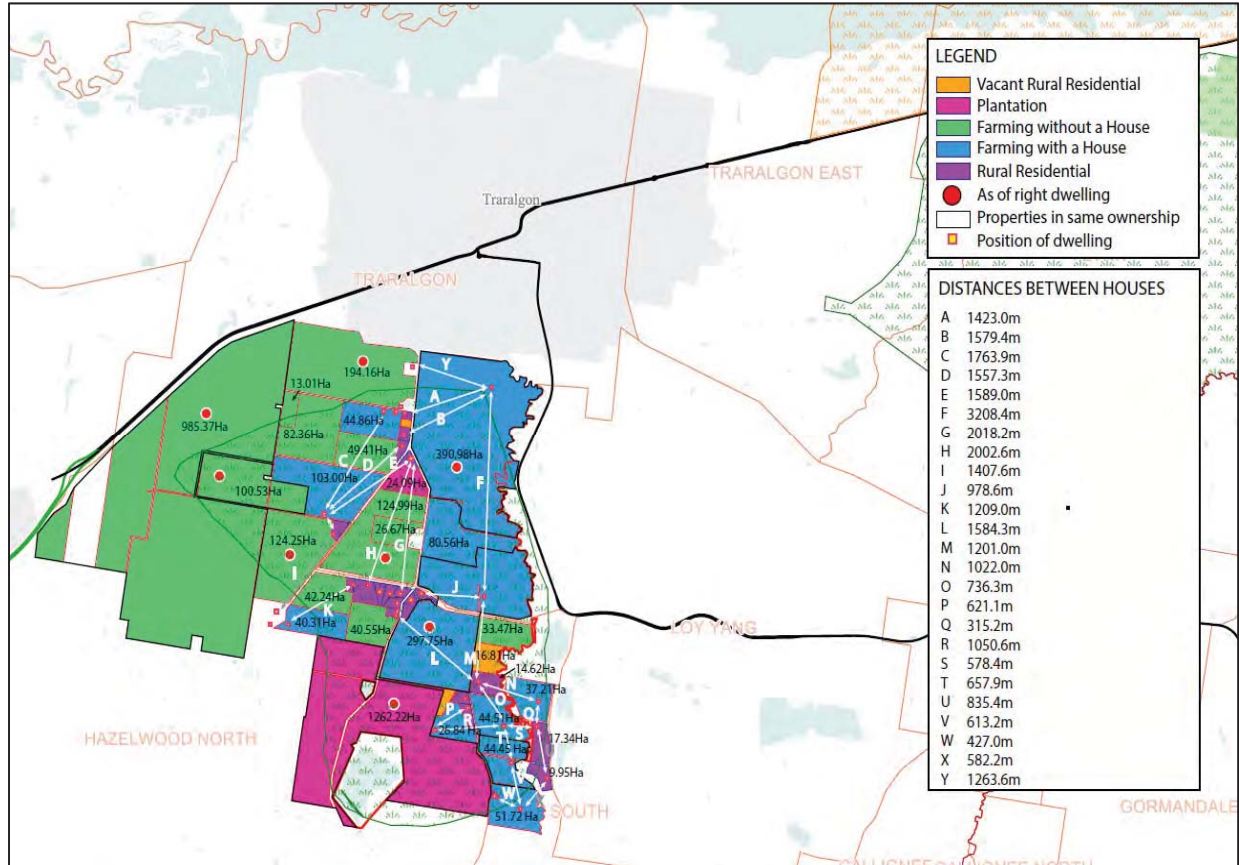 LEGEND
Vacant Rural Residential
Plantation
Farming without a House
Farming with a House
Rural Residential
As of right dwelling
Properties in same ownership
Position of dwelling
DISTANCES BETWEEN HOUSES
A 1423.0m
B 1579.4m
C 1763.9m
D 1557.3m
E 1589.0m
F 3208.4m
G 2018.2m
H 2002.6m
I 1407.6m
J 978.6m
K 1209.0m
L 1584.3m
M 1201.0m
N 1022.0m
O 736.3m
P 621.1m
Q 315.2m
R 1050.6m
S 578.4m
T 657.9m
U 835.4m
V 613.2m
W 427.0m
X 582.2m
Y 1263.6m
TRARALGON EAST
Traralgon
TRARALGON
Y
194.16Ha
13.01Ha
A
985.37Ha
44.86Ha
B
82.36Ha
49.41Ha
C D E
390.98Ha
103.00Ha
24.09Ha
F
100.53Ha
124.99Ha
26.67Ha
124.25Ha
80.56Ha
H G
I
42.24Ha
J
K
40.31Ha
40.55Ha
297.75Ha
33.47Ha
LOY YANG
L
M
16.81Ha
14.62Ha
N
37.21Ha
O
1262.22Ha
P
R
44.51Ha
Q
26.84 Ha
T
S
HAZELWOOD NORTH
44.45 Ha
17.34Ha
9.95Ha
W
51.72 Ha
SOUTH
GORMANDALE